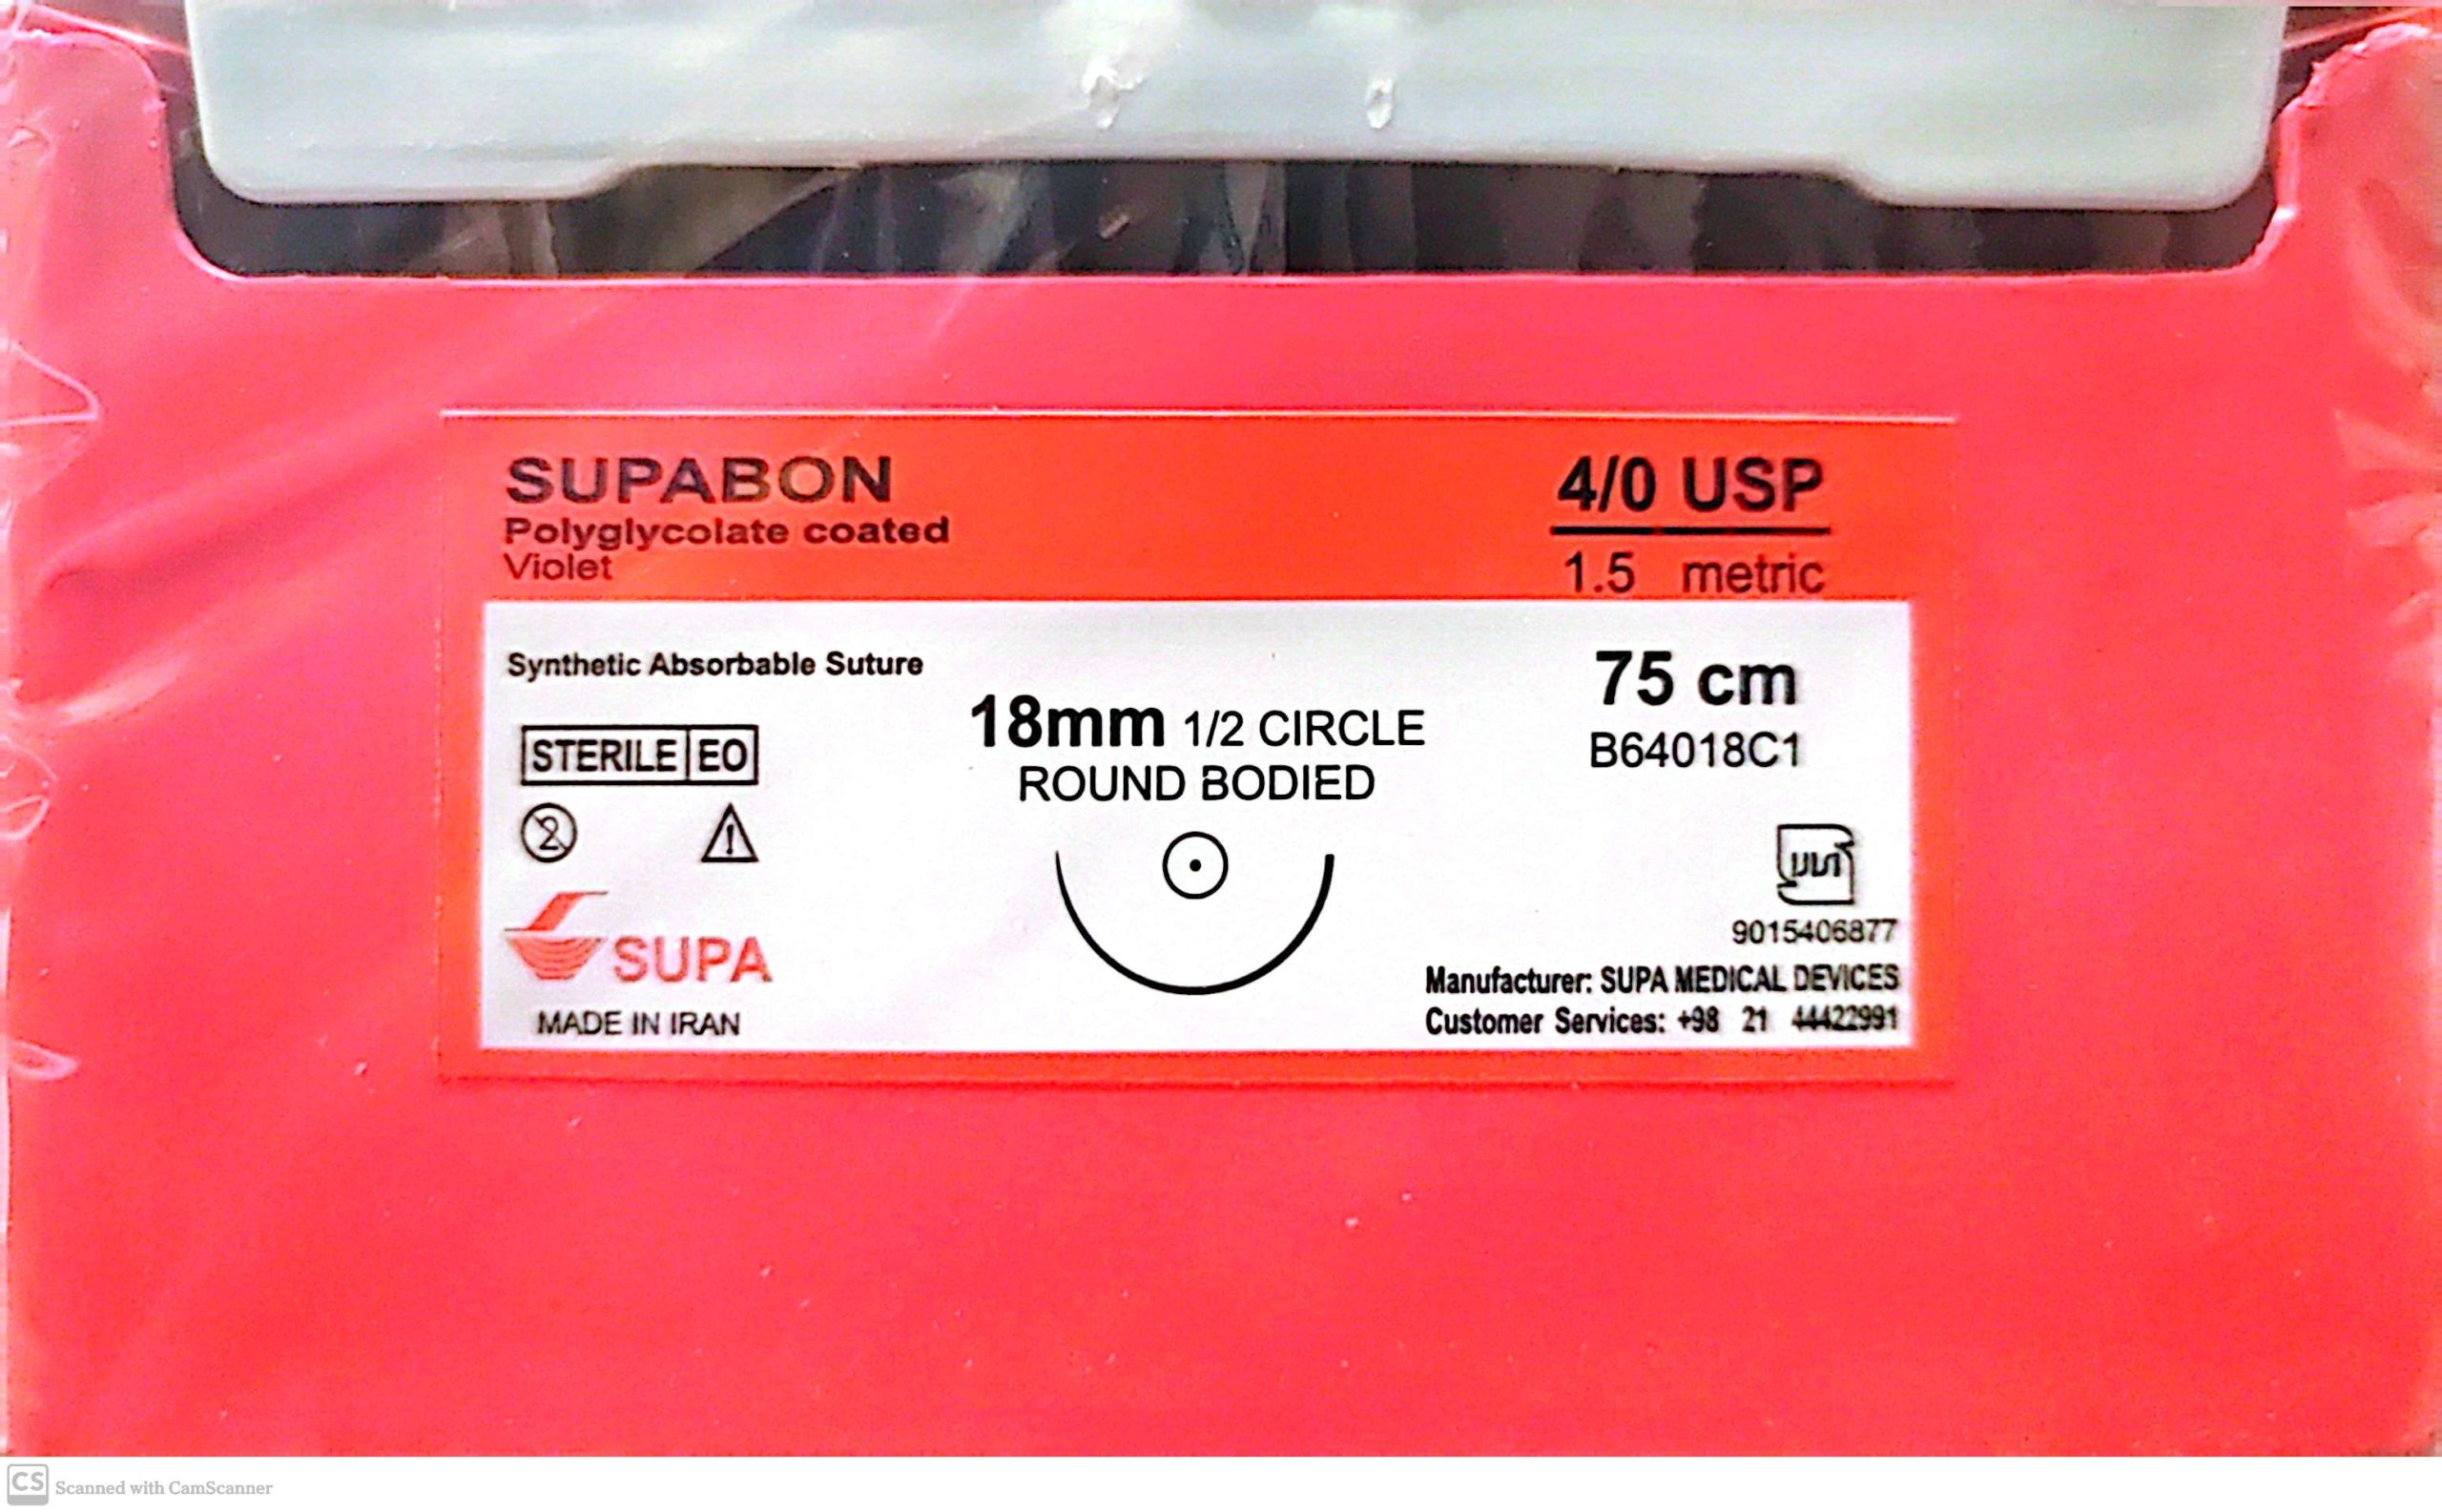 SUPABON
Polyglycolate coated
Violet
4/0 USP
1.5 metric
Synthetic Absorbable Suture
STERILE EO
2
18mm 1/2 CIRCLE
ROUND BODIED
75 cm
B64018C1
SUPA
MADE IN IRAN
9015406877
Manufacturer: SUPA MEDICAL DEVICES
Customer Services: +98 21 44422991
CS Scanned with CamScanner